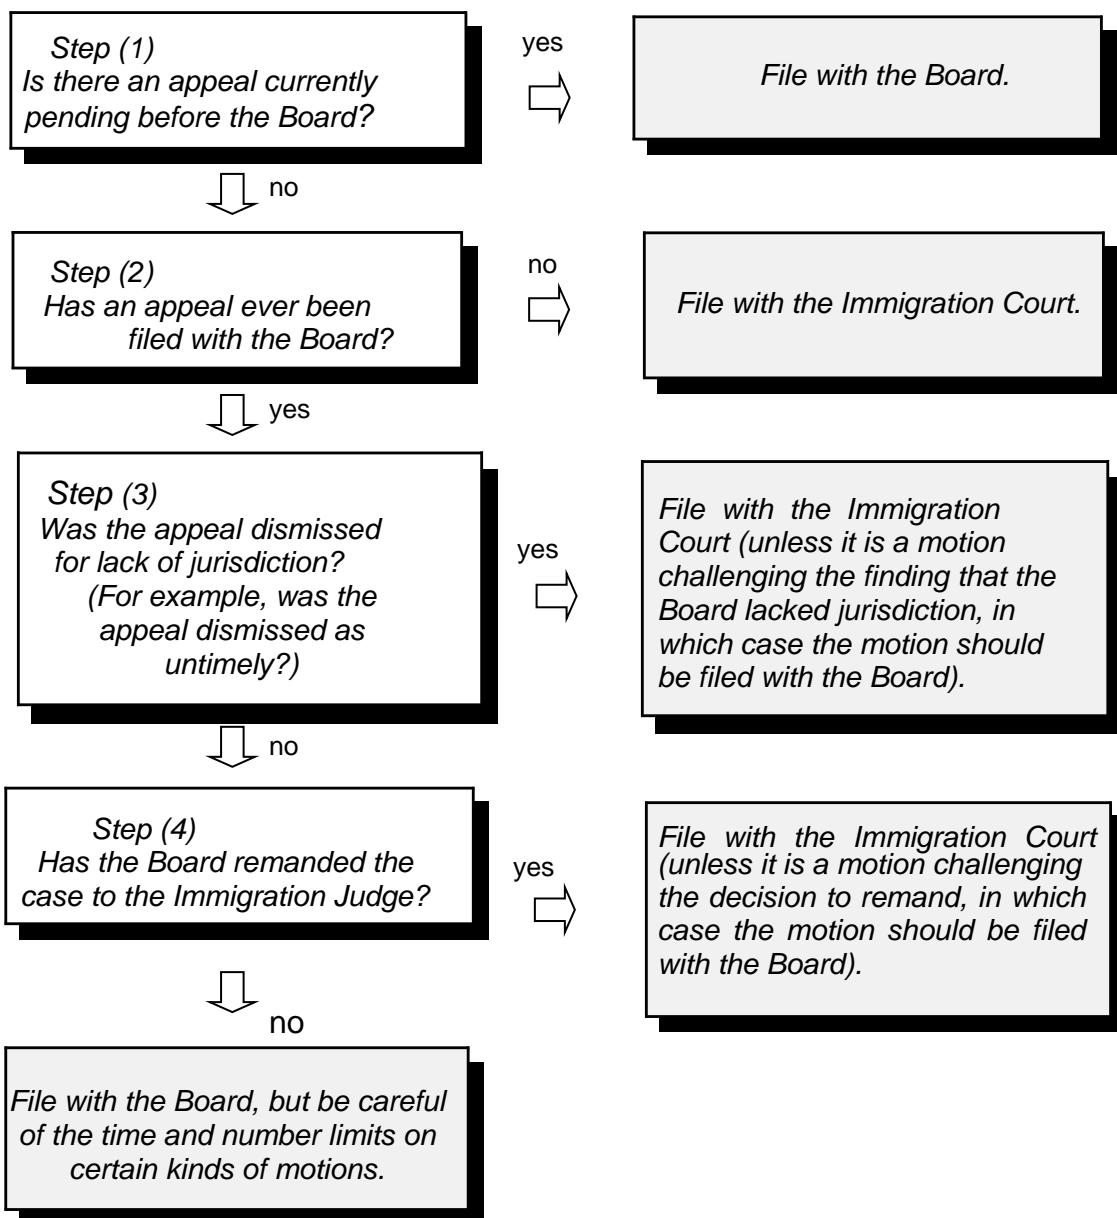 Step (1)
Is there an appeal currently
pending before the Board?
yes
File with the Board.
no
Step (2)
Has an appeal ever been
filed with the Board?
no
File with the Immigration Court.
yes
Step (3)
Was the appeal dismissed
for lack of jurisdiction?
(For example, was the
appeal dismissed as
untimely?)
yes
File with the Immigration
Court (unless it is a motion
challenging the finding that the
Board lacked jurisdiction, in
which case the motion should
be filed with the Board).
no
Step (4)
Has the Board remanded the
case to the Immigration Judge?
yes
File with the Immigration Court
(unless it is a motion challenging
the decision to remand, in which
case the motion should be filed
with the Board).
no
File with the Board, but be careful
of the time and number limits on
certain kinds of motions.